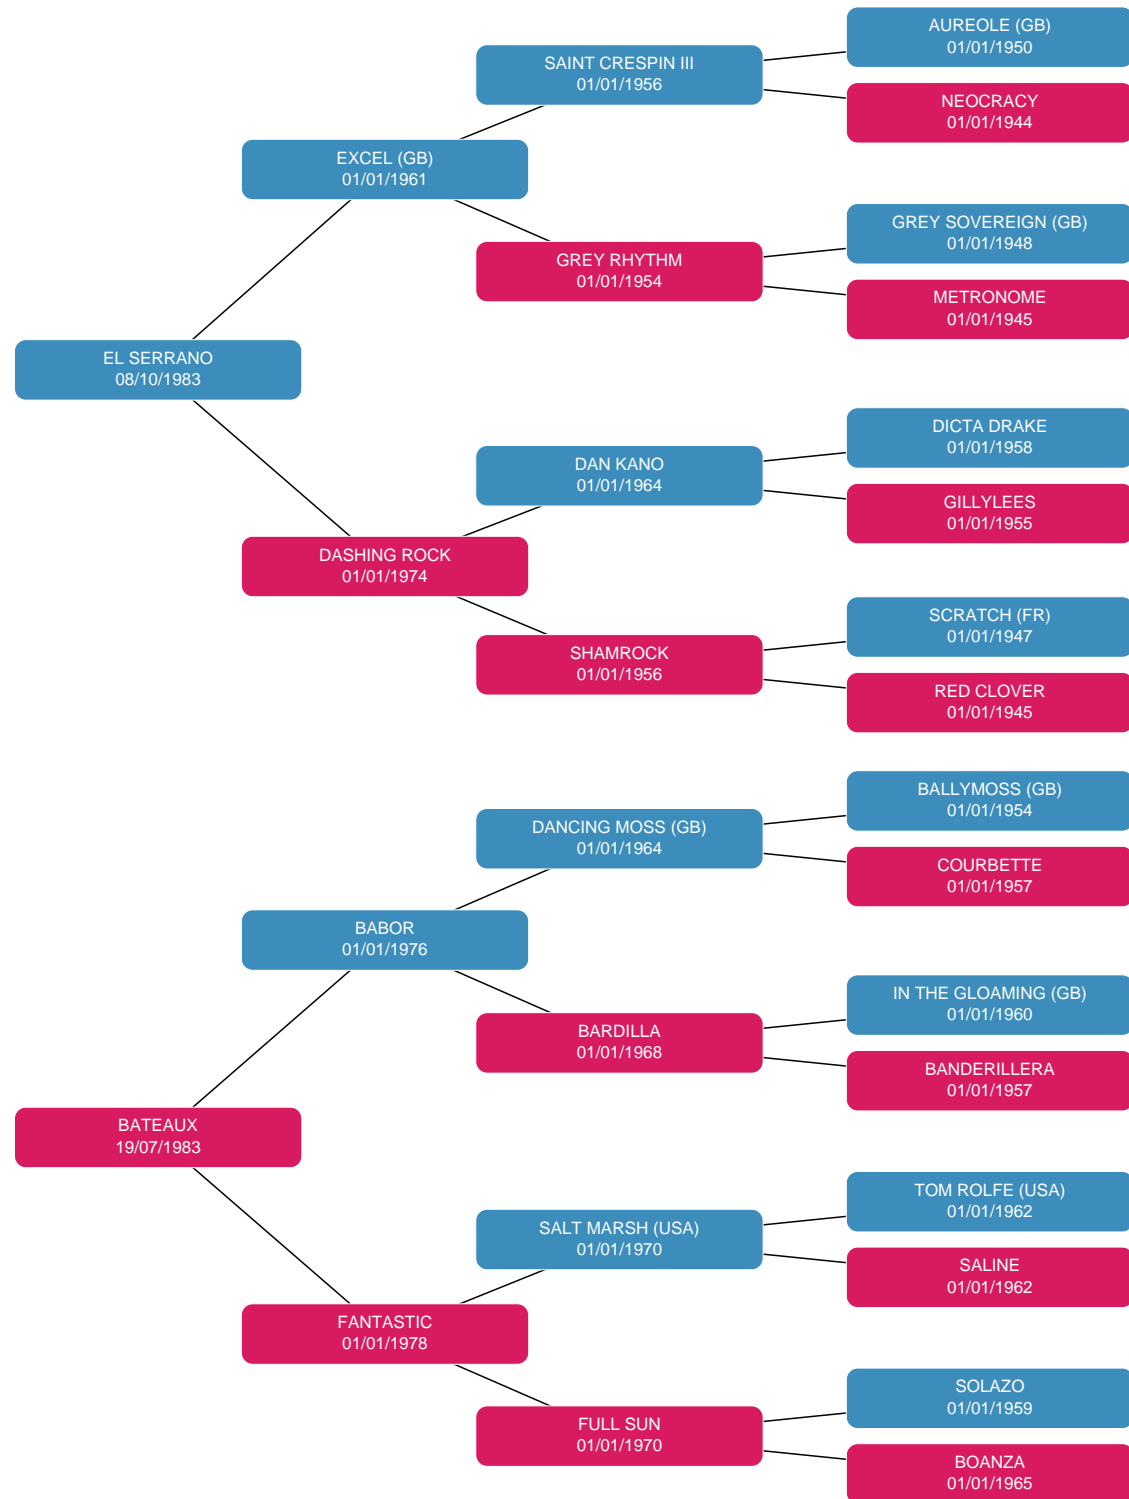 AUREOLE (GB)
01/01/1950
SAINT CRESPIN III
01/01/1956
NEOCRACY
01/01/1944
EXCEL (GB)
01/01/1961
GREY SOVEREIGN (GB)
01/01/1948
GREY RHYTHM
01/01/1954
METRONOME
01/01/1945
EL SERRANO
08/10/1983
DICTA DRAKE
01/01/1958
DAN KANO
01/01/1964
GILLYLEES
01/01/1955
DASHING ROCK
01/01/1974
SCRATCH (FR)
01/01/1947
SHAMROCK
01/01/1956
RED CLOVER
01/01/1945
BALLYMOSS (GB)
01/01/1954
DANCING MOSS (GB)
01/01/1964
COURBETTE
01/01/1957
BABOR
01/01/1976
IN THE GLOAMING (GB)
01/01/1960
BARDILLA
01/01/1968
BANDERILLERA
01/01/1957
BATEAUX
19/07/1983
TOM ROLFE (USA)
01/01/1962
SALT MARSH (USA)
01/01/1970
SALINE
01/01/1962
FANTASTIC
01/01/1978
SOLAZO
01/01/1959
FULL SUN
01/01/1970
BOANZA
01/01/1965